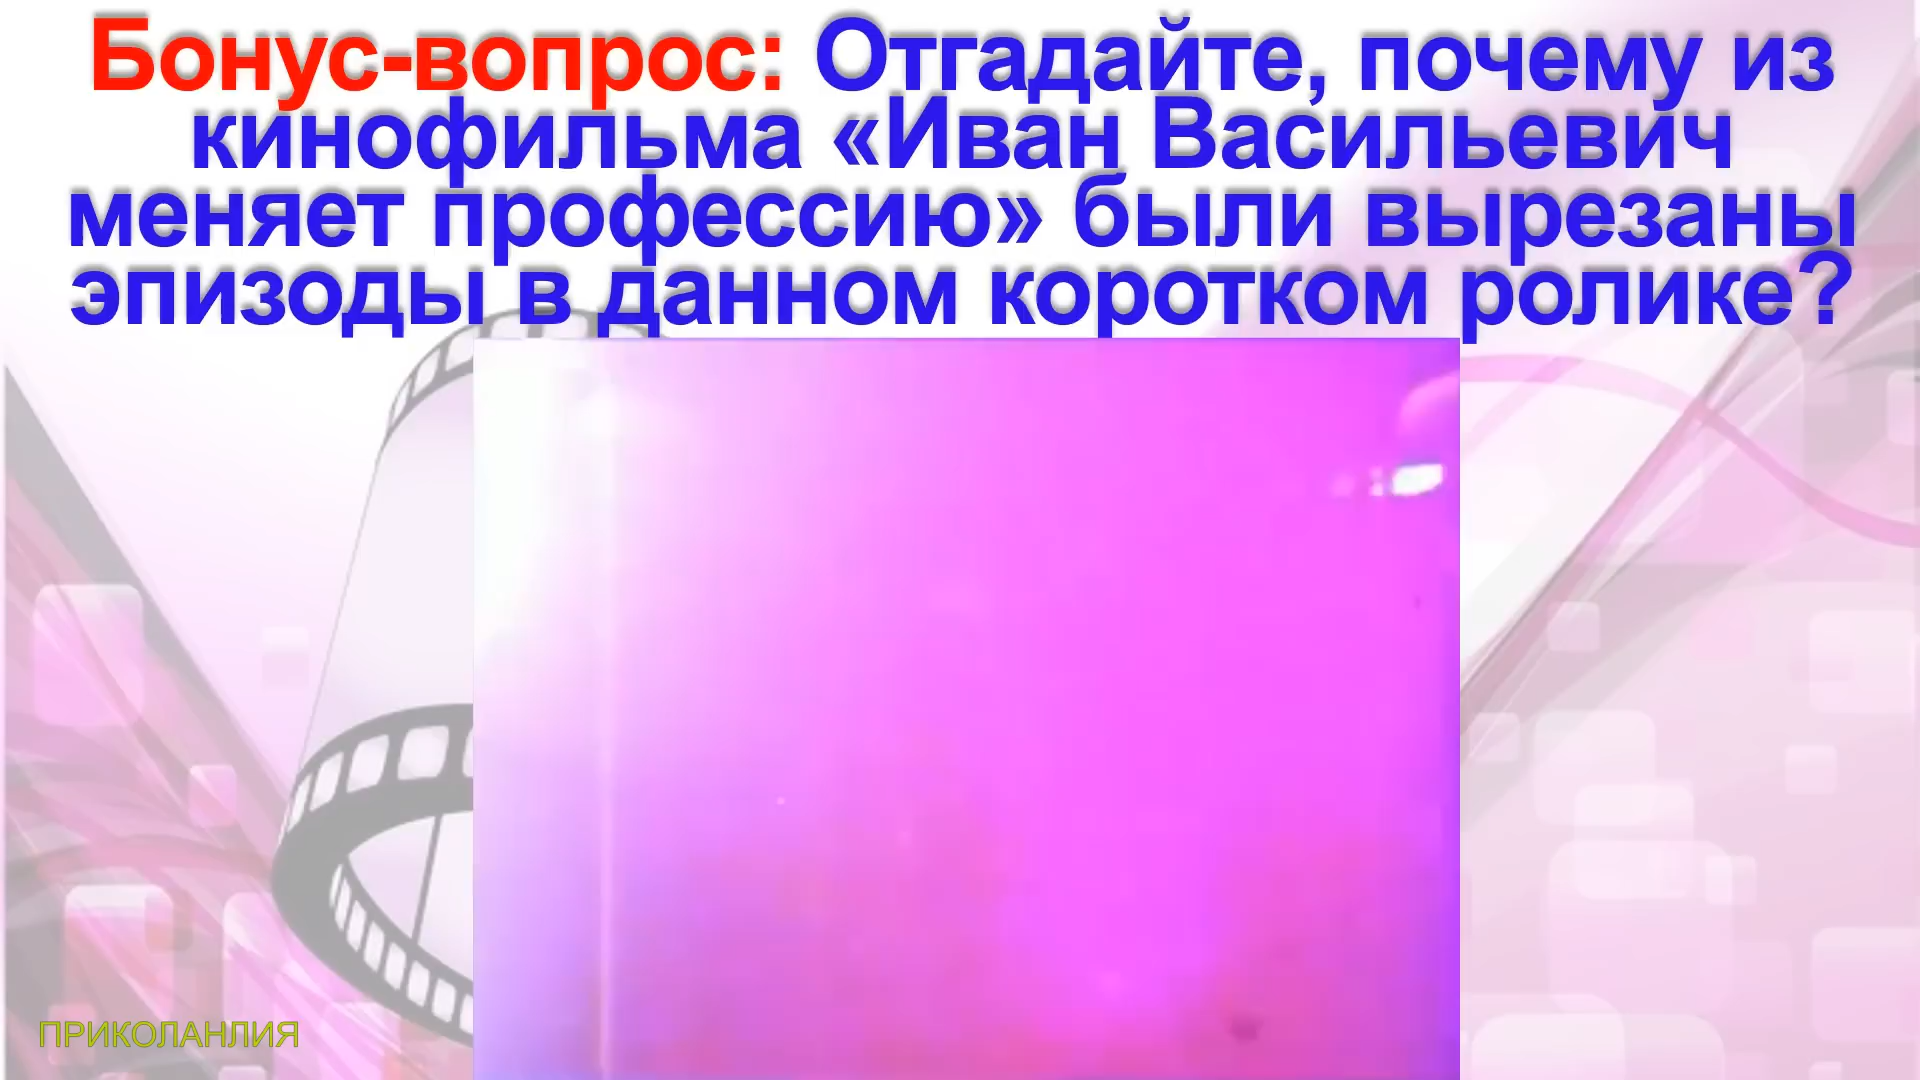 Бонус-вопрос: Отгадайте, почему из
кинофильма «Иван Васильевич
меняет профессию» были вырезаны
эпизоды в данном коротком ролике?
ПРИКОЛАНЛИЯ